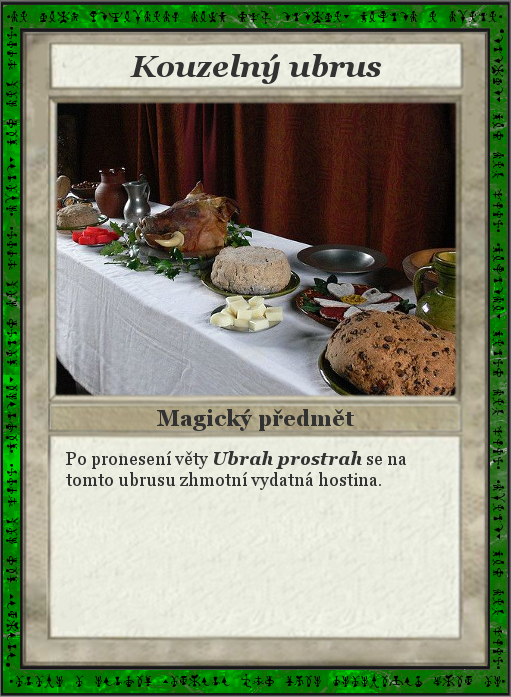 Kouzelný ubrus
Magický předmět
Po pronesení věty Ubrah prostrah se na
tomto ubrusu zhmotní vydatná hostina.